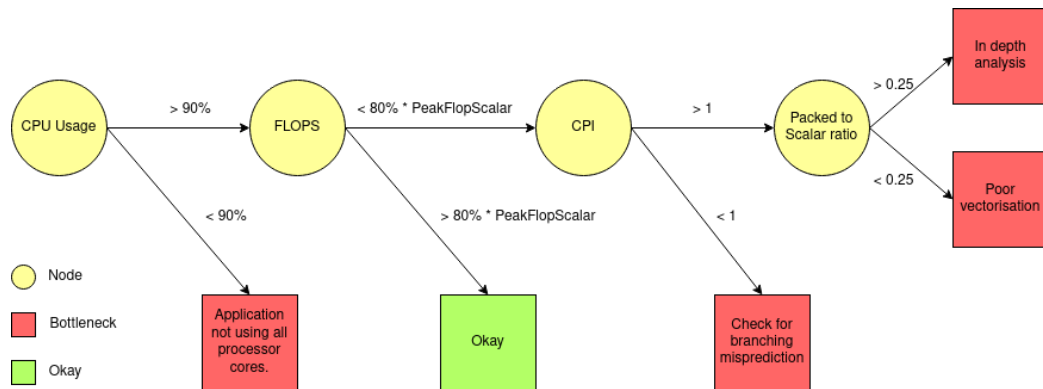 In depth
analysis
> 0.25
> 90%
< 80% * PeakFlopScalar
> 1
CPU Usage
FLOPS
CPI
Packed to
Scalar ratio
< 0.25
Poor
vectorisation
< 90%
> 80% * PeakFlopScalar
< 1
Node
Bottleneck
Okay
Application
not using all
processor
cores.
Okay
Check for
branching
misprediction